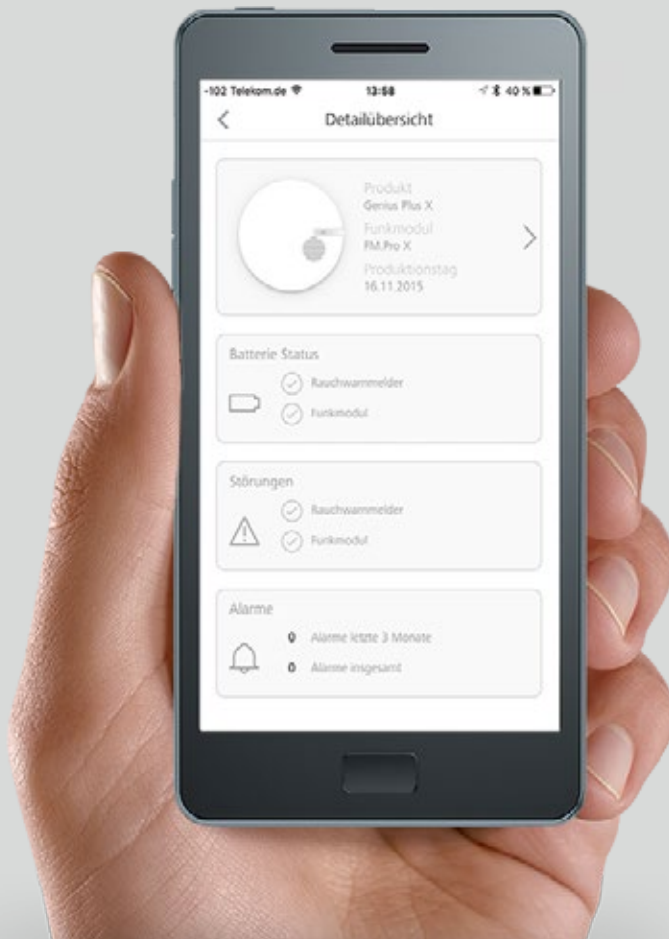 -102 Telekom.de 13:58 40 %
Detailübersicht
Produkt
Genius Plus X
Funkmodul
FM.Pro X
Produktionstag
16.11.2015
Batterie Status
Rauchwarnmelder
Funkmodul
Störungen
Rauchwarnmelder
Funkmodul
Alarme
0 Alarme letzte 3 Monate
0 Alarme insgesamt